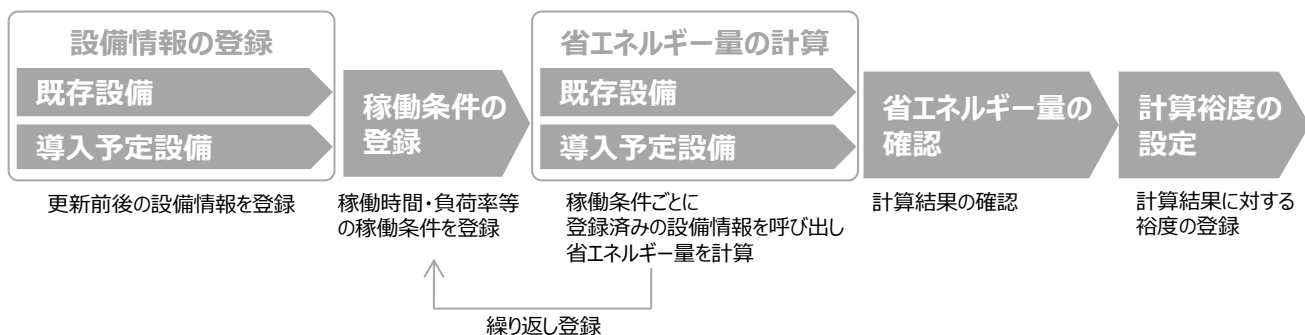 設備情報の登録
既存設備
導入予定設備
更新前後の設備情報を登録
稼働条件の
登録
稼働時間・負荷率等
の稼働条件を登録
省エネルギー量の計算
既存設備
導入予定設備
稼働条件ごとに
登録済みの設備情報を呼び出し
省エネルギー量を計算
省エネルギー量の
確認
計算結果の確認
計算裕度の
設定
計算結果に対する
裕度の登録
繰り返し登録